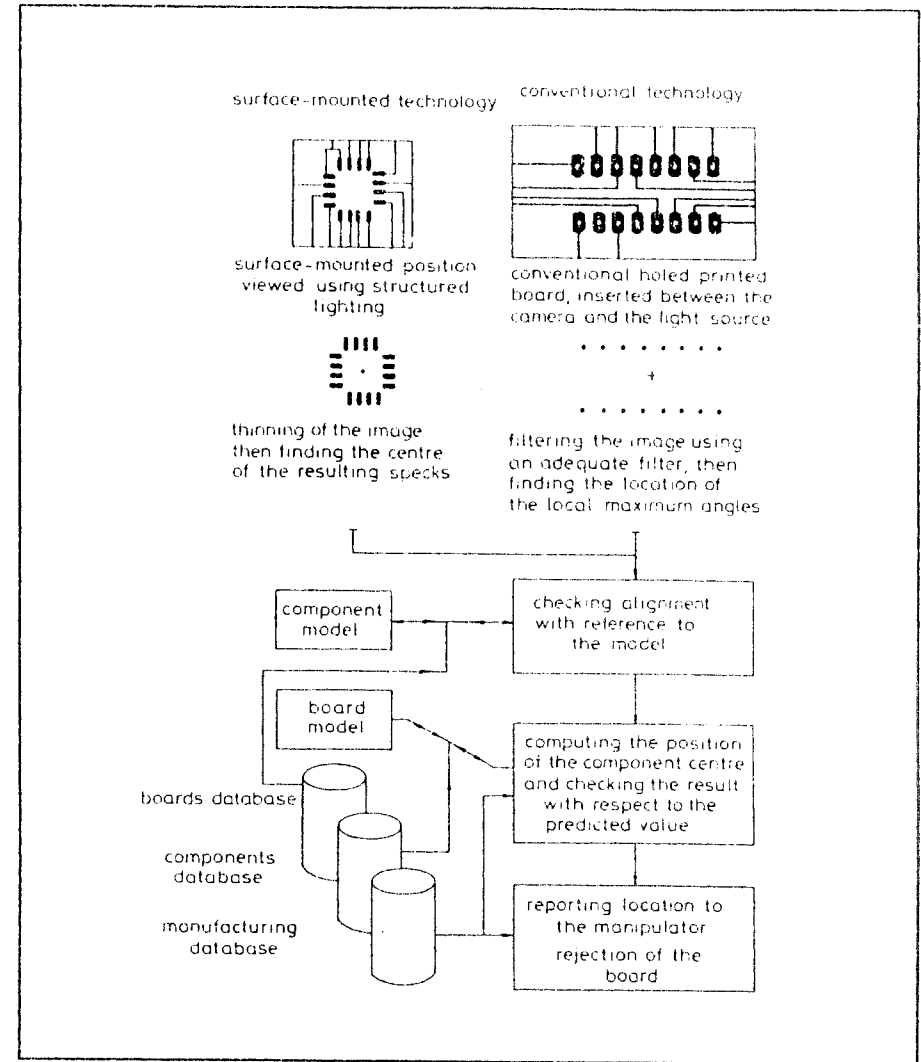 surface-mounted technology
conventional technology
surface-mounted position
viewed using structured
lighting
conventional holed printed
board, inserted between the
camera and the light source
thinning of the image
then finding the centre
of the resulting specks
filtering the image using
an adequate filter, then
finding the location of
the local maximum angles
component
model
checking alignment
with reference to
the model
board
model
computing the position
of the component centre
and checking the result
with respect to the
predicted value
boards database
components
database
manufacturing
database
reporting location to
the manipulator
rejection of the
board